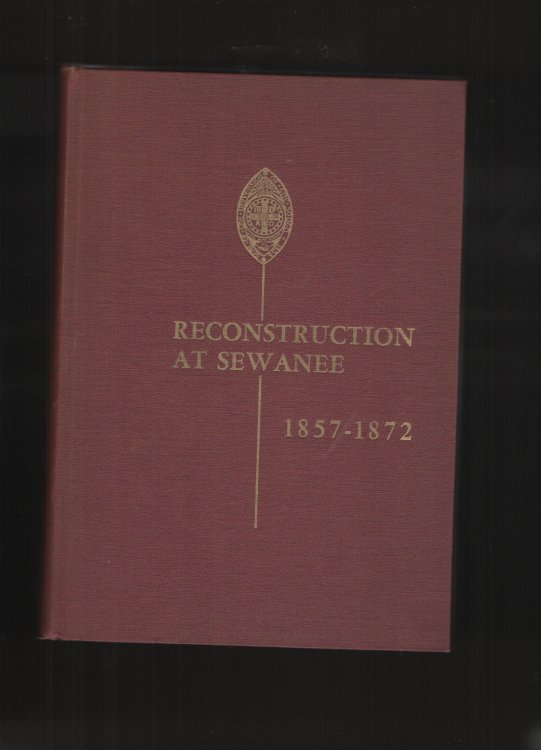 RECONSTRUCTION
AT SEWANEE
1857-1872